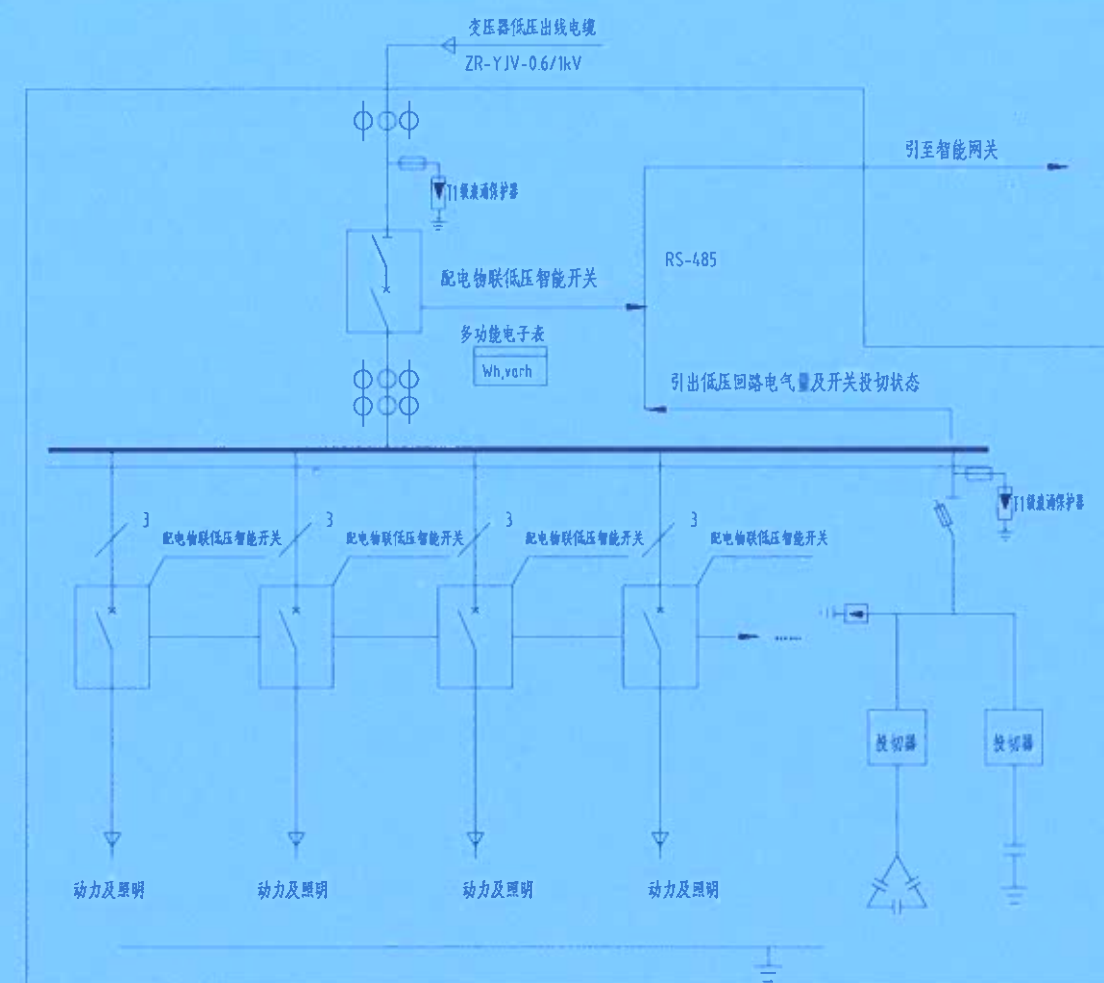 变压器低压出线电缆
ZR-YJV-0.6/1kV
引至智能网关
T1级浪涌保护器
RS-485
配电物联低压智能开关
多功能电子表
Wh,varh
引出低压回路电气量及开关投切状态
T1级浪涌保护器
3
3
3
3
配电物联低压智能开关
配电物联低压智能开关
配电物联低压智能开关
配电物联低压智能开关
······
投切器
投切器
动力及照明
动力及照明
动力及照明
动力及照明